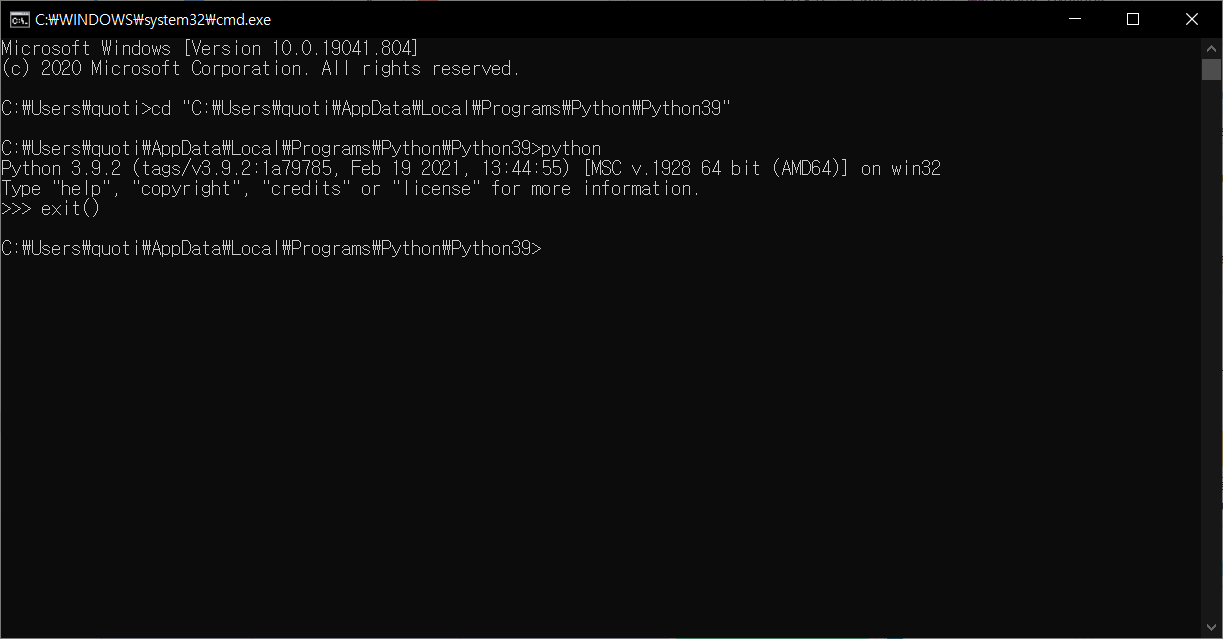 C:₩WINDOWS₩system32₩cmd.exe
Microsoft Windows [Version 10.0.19041.804]
(c) 2020 Microsoft Corporation. All rights reserved.
C:₩Users₩quoti>cd "C:₩Users₩quoti₩AppData₩Local₩Programs₩Python₩Python39"
C:₩Users₩quoti₩AppData₩Local₩Programs₩Python₩Python39>python
Python 3.9.2 (tags/v3.9.2:1a79785, Feb 19 2021, 13:44:55) [MSC v.1928 64 bit (AMD64)] on win32
Type "help", "copyright", "credits" or "license" for more information.
>>> exit()
C:₩Users₩quoti₩AppData₩Local₩Programs₩Python₩Python39>